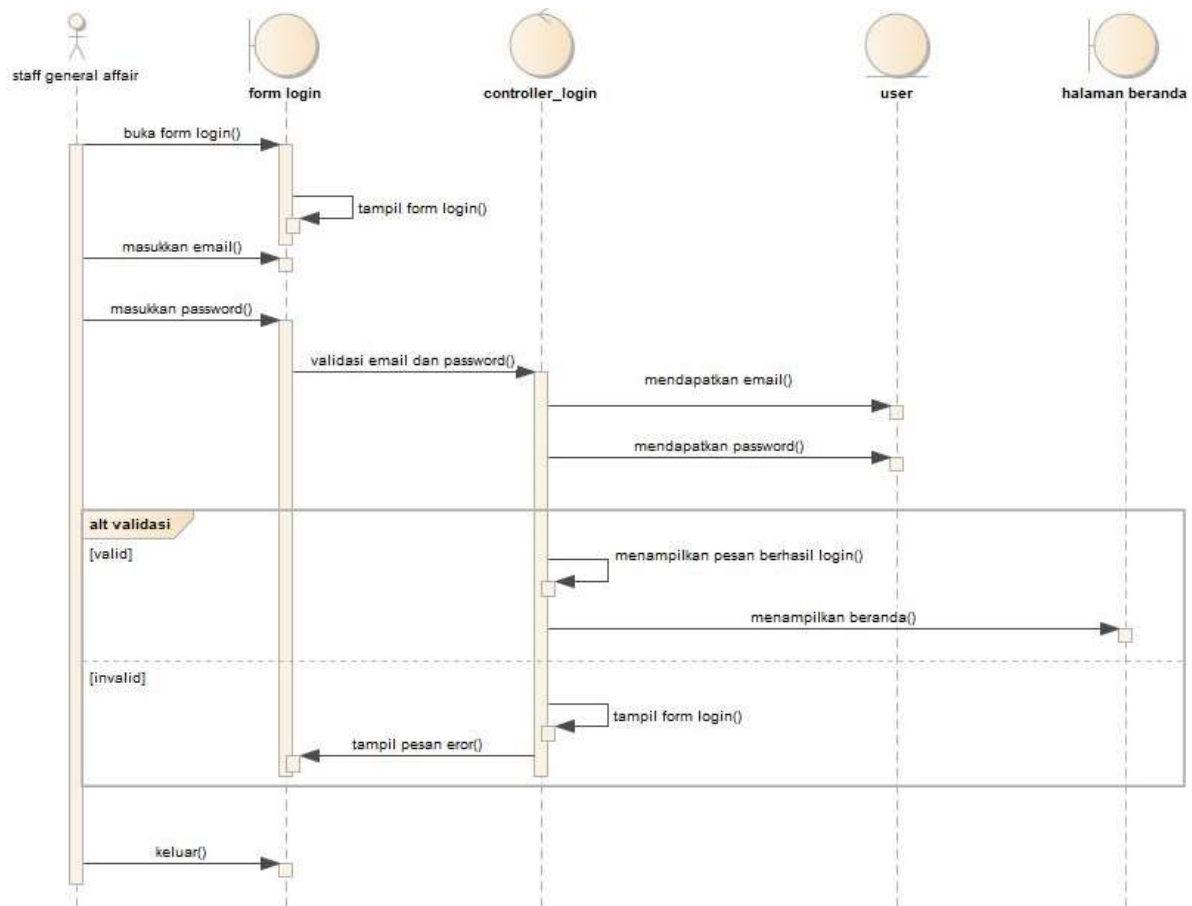 staff general affair
form login
controller_login
user
halaman beranda
buka form login()
tampil form login()
masukkan email()
masukkan password()
validasi email dan password()
mendapatkan email()
mendapatkan password()
alt validasi
[valid]
menampilkan pesan berhasil login()
menampilkan beranda()
[invalid]
tampil form login()
tampil pesan eror()
keluar()